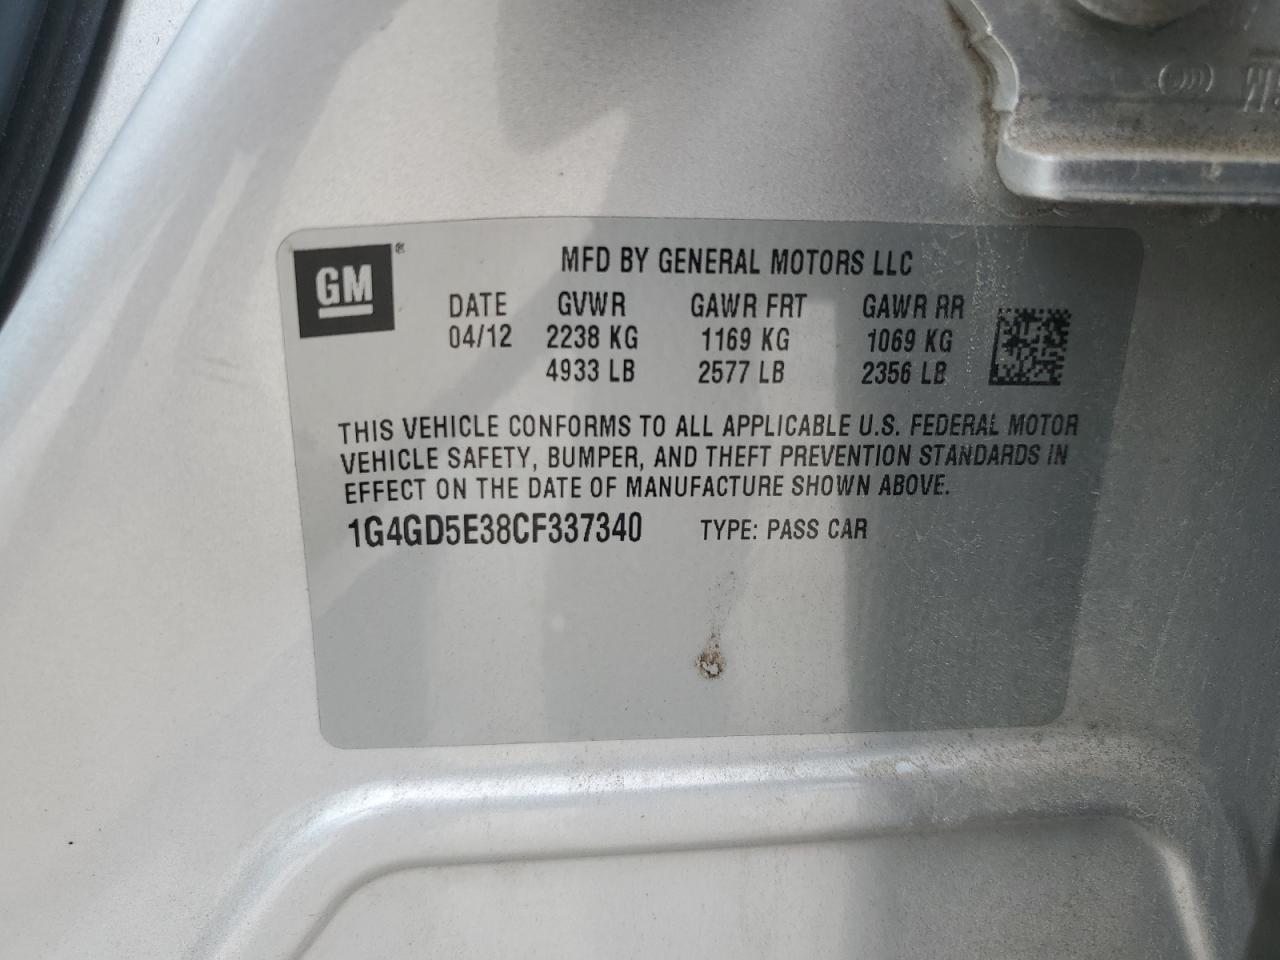 GM®
MFD BY GENERAL MOTORS LLC
DATE GVWR GAWR FRT GAWR RR
04/12 2238 KG 1169 KG 1069 KG
4933 LB 2577 LB 2356 LB
THIS VEHICLE CONFORMS TO ALL APPLICABLE U.S. FEDERAL MOTOR
VEHICLE SAFETY, BUMPER, AND THEFT PREVENTION STANDARDS IN
EFFECT ON THE DATE OF MANUFACTURE SHOWN ABOVE.
1G4GD5E38CF337340 TYPE: PASS CAR